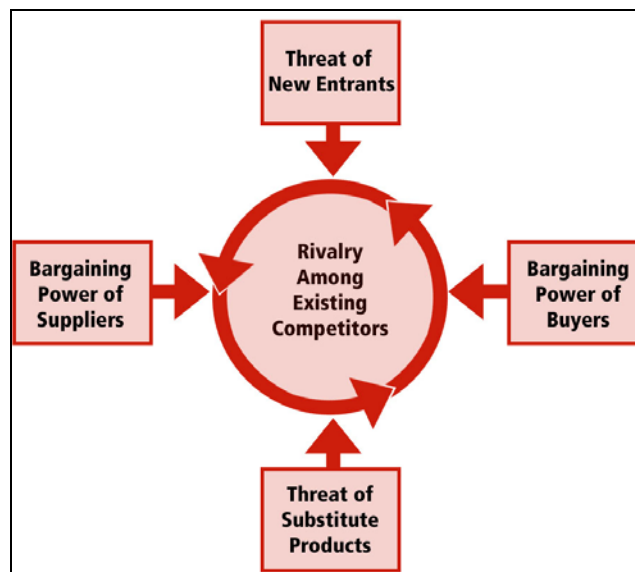 Threat of
New Entrants
Bargaining
Power of
Suppliers
Rivalry
Among
Existing
Competitors
Bargaining
Power of
Buyers
Threat of
Substitute
Products